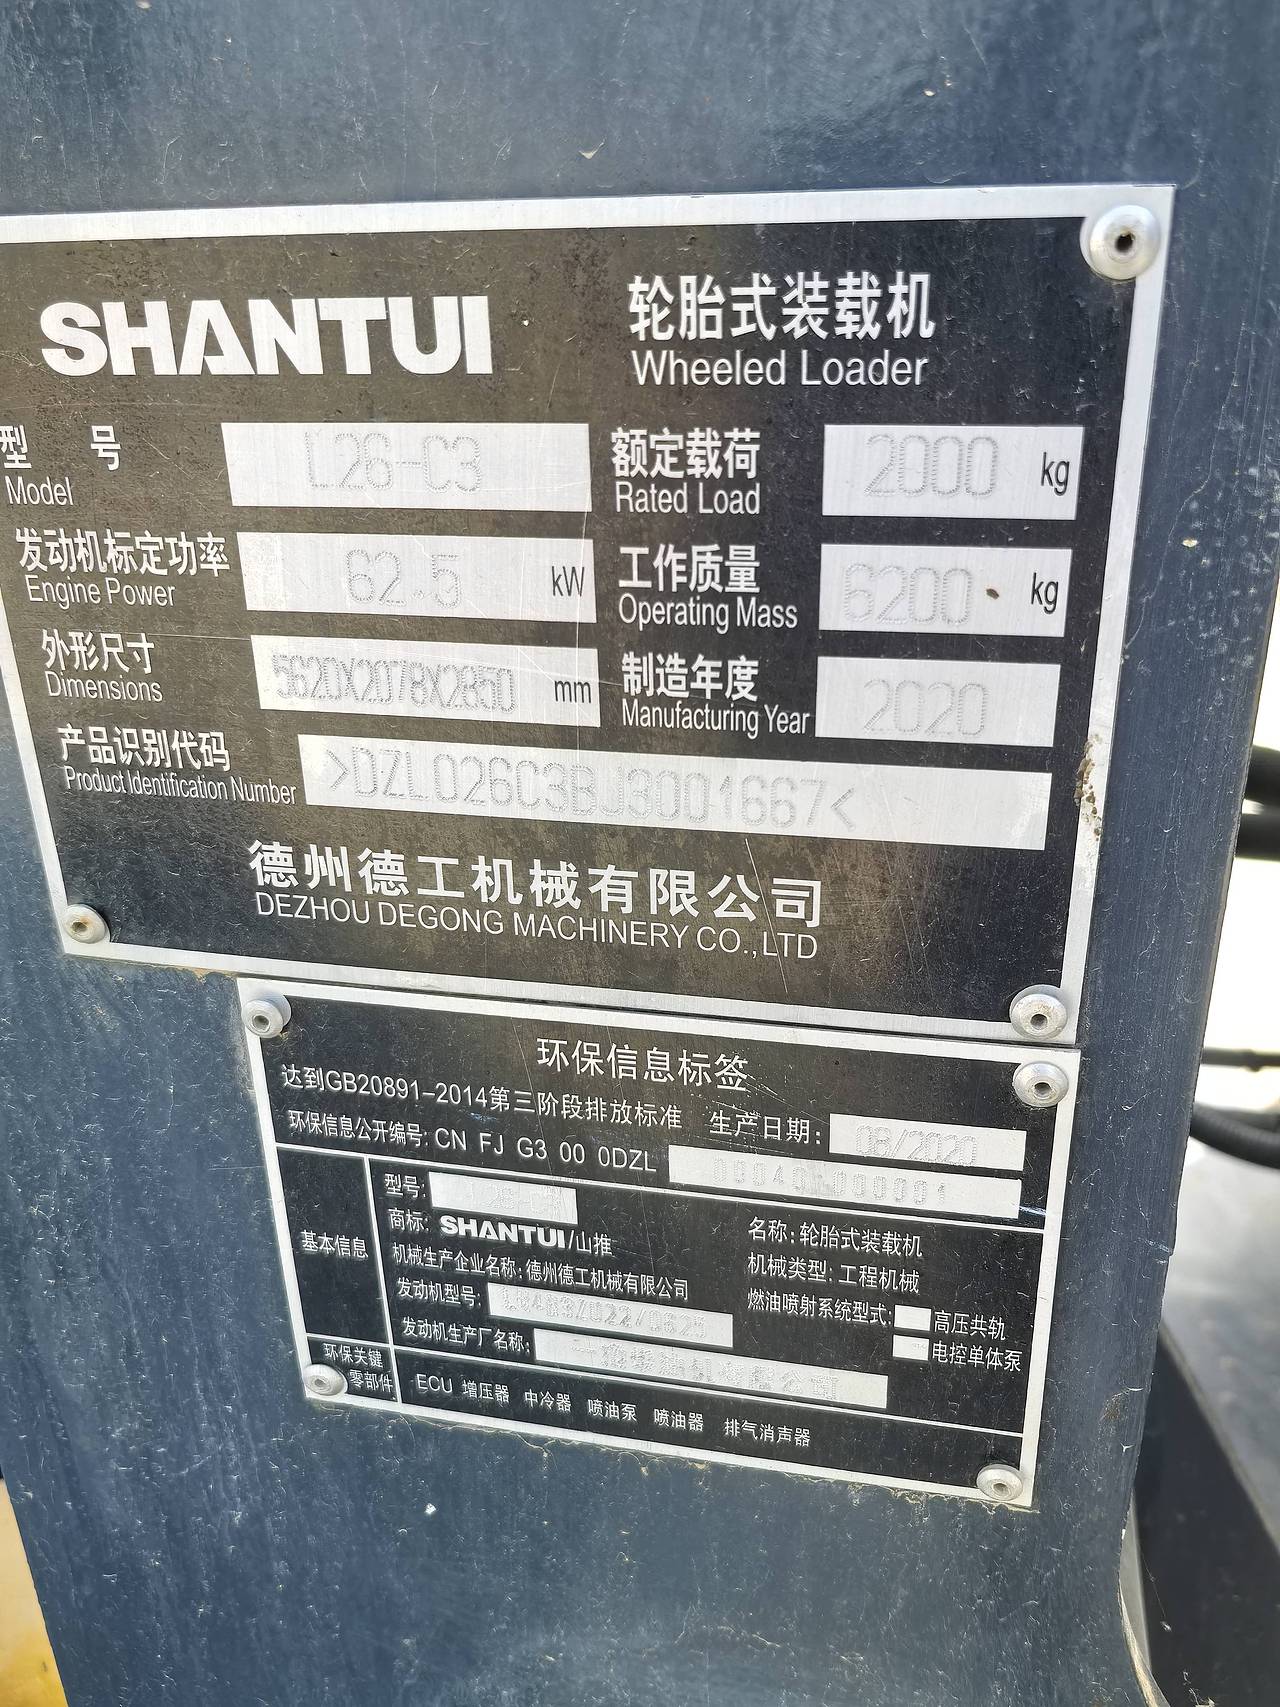 SHANTUI
轮胎式装载机
Wheeled Loader
型 号 L26-C3
Model
额定载荷 2000 kg
Rated Load
发动机标定功率 62.5 kW
Engine Power
工作质量 6200 kg
Operating Mass
外形尺寸 5620X2078X2850 mm
Dimensions
制造年度 2020
Manufacturing Year
产品识别代码 >DZL026C3BJ3001667<
Product Identification Number
德州德工机械有限公司
DEZHOU DEGONG MACHINERY CO.,LTD
环保信息标签
达到GB20891-2014第三阶段排放标准 生产日期: 08/2020
环保信息公开编号: CN FJ G3 00 0DZL
基本信息
型号:
商标: SHANTUI/山推
机械生产企业名称: 德州德工机械有限公司
发动机型号:
发动机生产厂名称:
名称: 轮胎式装载机
机械类型: 工程机械
燃油喷射系统型式: 高压共轨
电控单体泵
环保关键
零部件
ECU 增压器 中冷器 喷油泵 喷油器 排气消声器